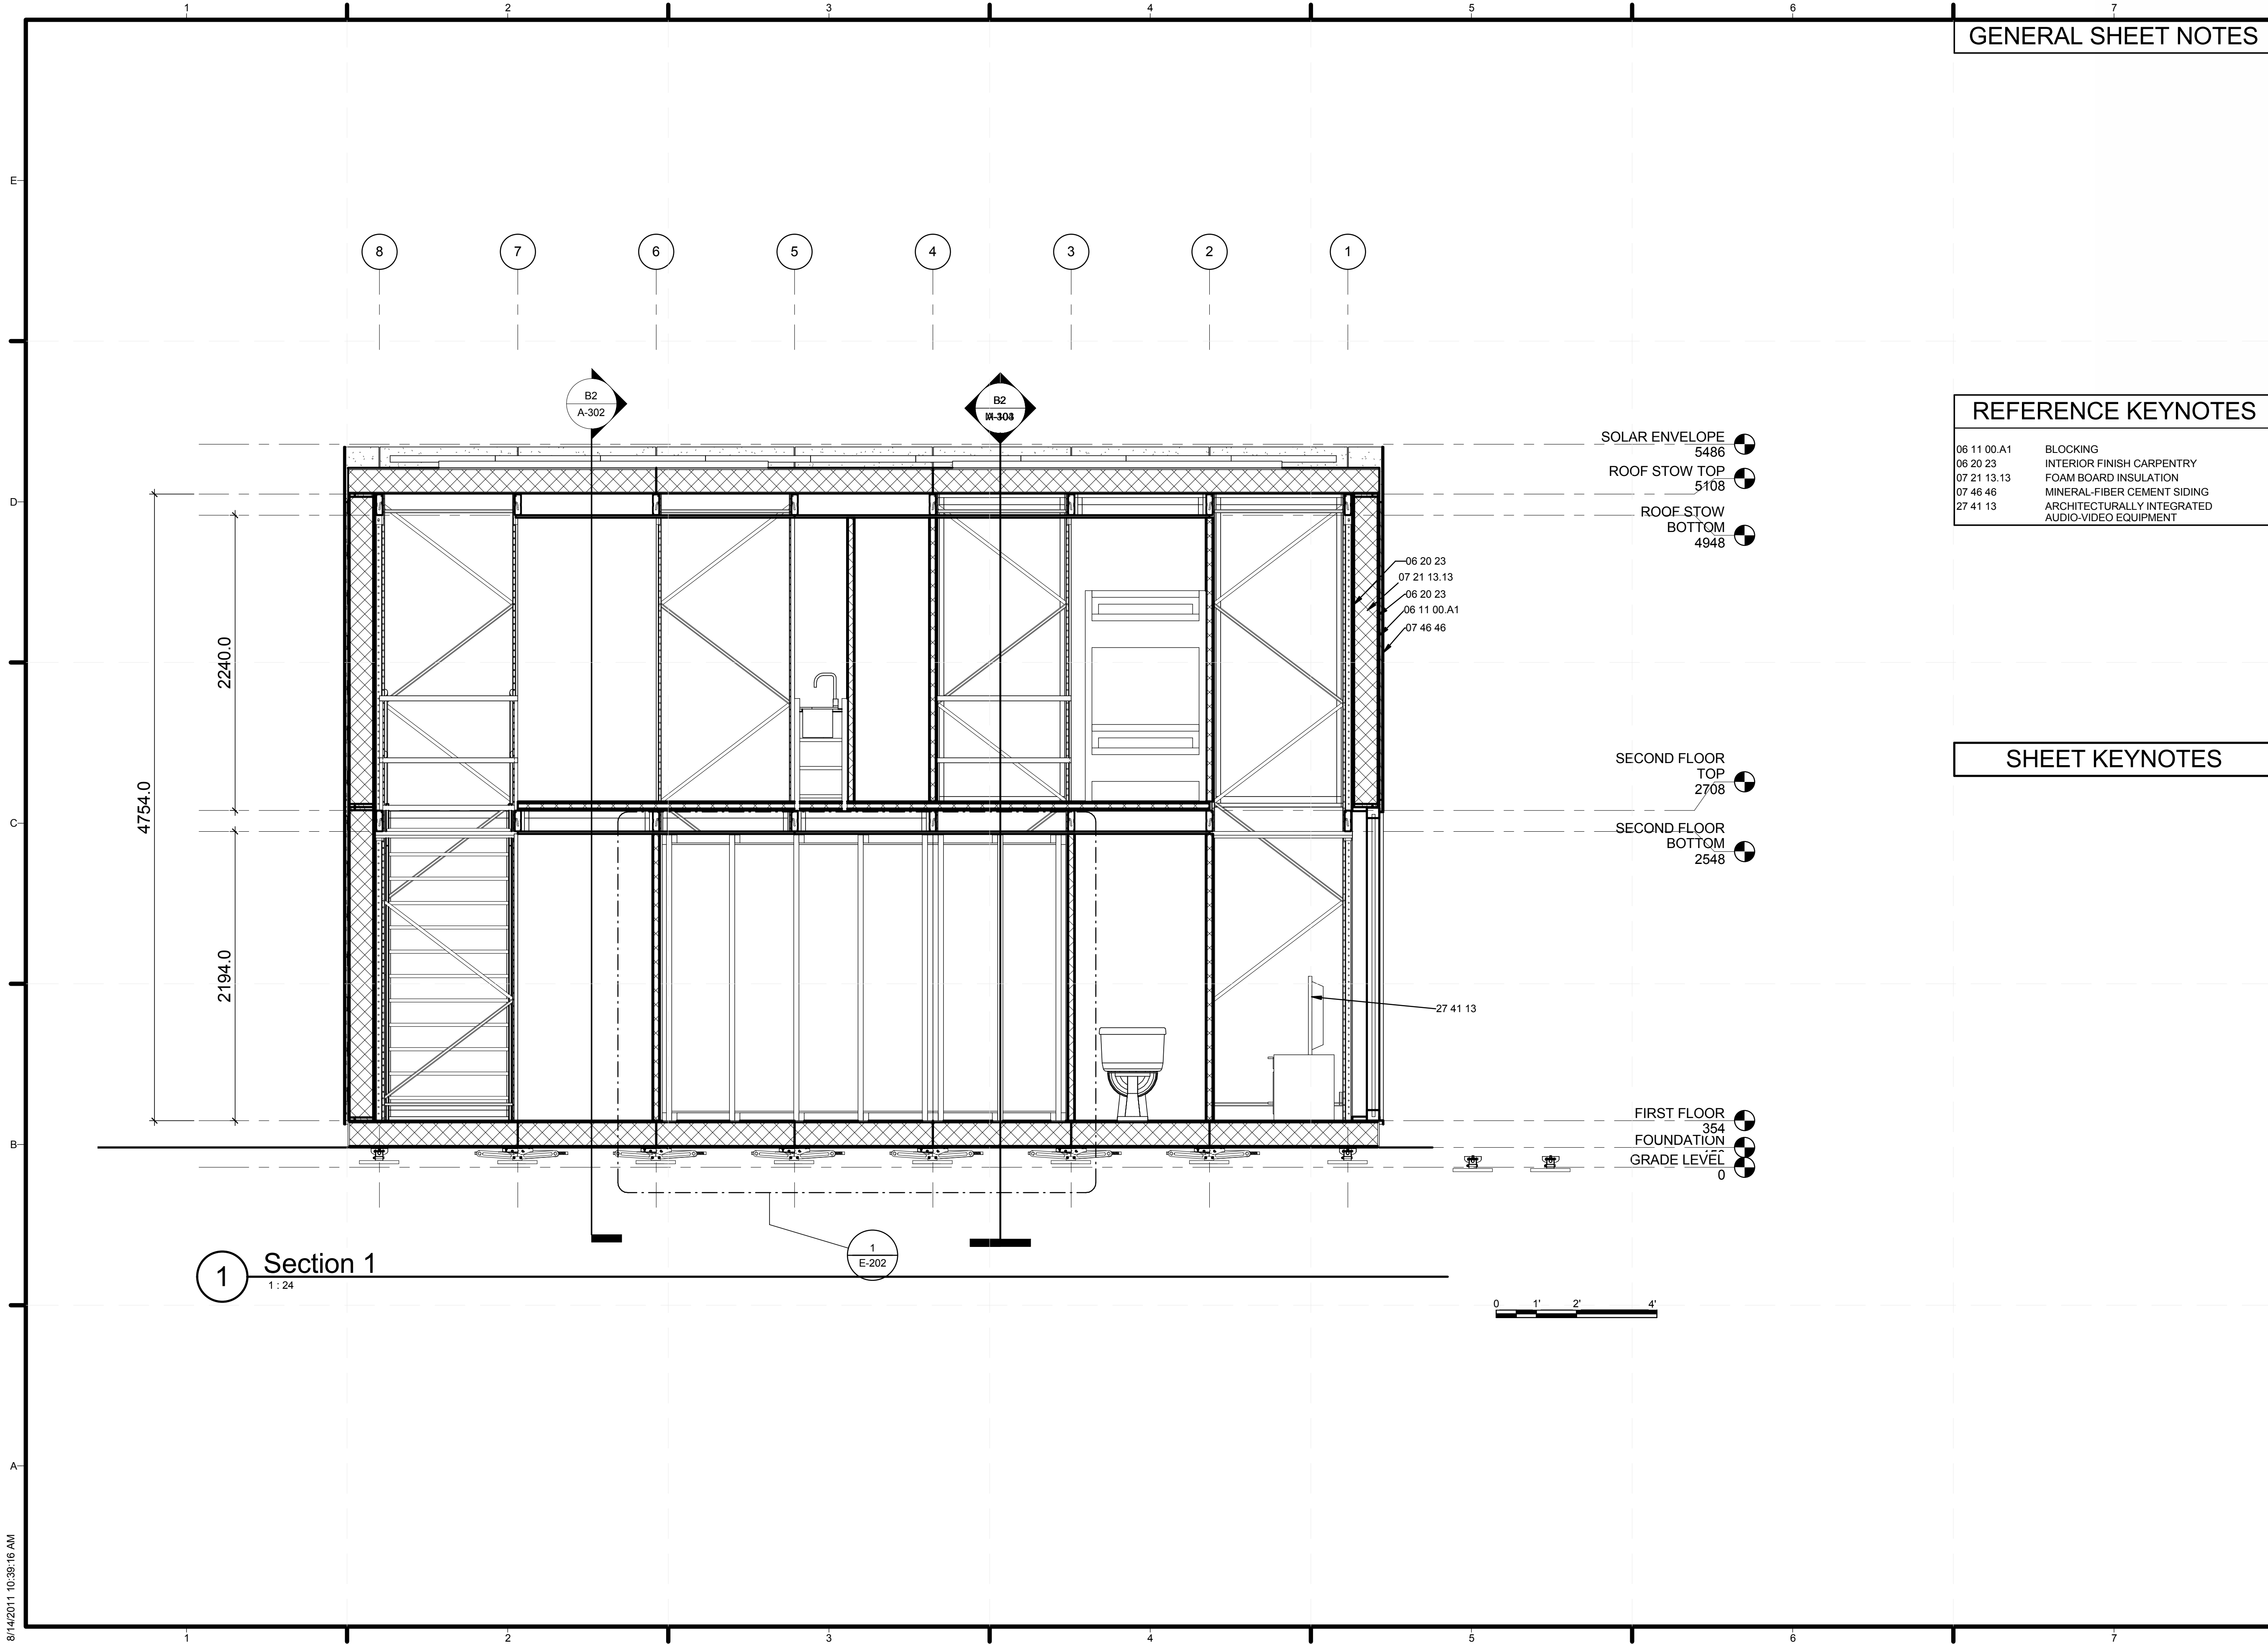 1 2 3 4 5 6 7
GENERAL SHEET NOTES
E
8 7 6 5 4 3 2 1
B2
A-302
B2
REFERENCE KEYNOTES
06 11 00.A1 BLOCKING
06 20 23 INTERIOR FINISH CARPENTRY
07 21 13.13 FOAM BOARD INSULATION
07 46 46 MINERAL-FIBER CEMENT SIDING
27 41 13 ARCHITECTURALLY INTEGRATED
AUDIO-VIDEO EQUIPMENT
SOLAR ENVELOPE
5486
ROOF STOW TOP
5108
D
ROOF STOW
BOTTOM
4948
06 20 23
07 21 13.13
06 20 23
06 11 00.A1
07 46 46
2240.0
4754.0
2194.0
SECOND FLOOR
TOP
2708
SHEET KEYNOTES
C
SECOND FLOOR
BOTTOM
2548
27 41 13
FIRST FLOOR
354
B
FOUNDATION
GRADE LEVEL
0
1
E-202
1
Section 1
1 : 24
0 1' 2' 4'
A
8/14/2011 10:39:16 AM
1 2 3 4 5 6 7